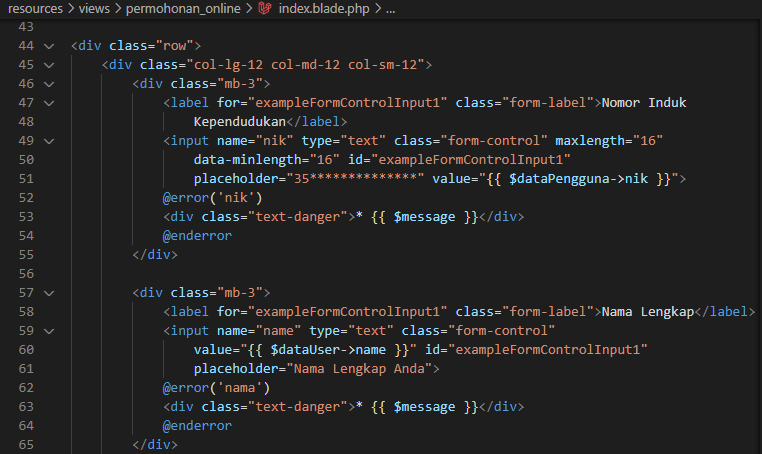 resources > views > permohonan_online > index.blade.php > ...
43
44 <div class="row">
45 <div class="col-lg-12 col-md-12 col-sm-12">
46 <div class="mb-3">
47 <label for="exampleFormControlInput1" class="form-label">Nomor Induk
48 Kependudukan</label>
49 <input name="nik" type="text" class="form-control" maxlength="16"
50 data-minlength="16" id="exampleFormControlInput1"
51 placeholder="35**************" value="{{ $dataPengguna->nik }}">
52 @error('nik')
53 <div class="text-danger">* {{ $message }}</div>
54 @enderror
55 </div>
56
57 <div class="mb-3">
58 <label for="exampleFormControlInput1" class="form-label">Nama Lengkap</label>
59 <input name="name" type="text" class="form-control"
60 value="{{ $dataUser->name }}" id="exampleFormControlInput1"
61 placeholder="Nama Lengkap Anda">
62 @error('nama')
63 <div class="text-danger">* {{ $message }}</div>
64 @enderror
65 </div>